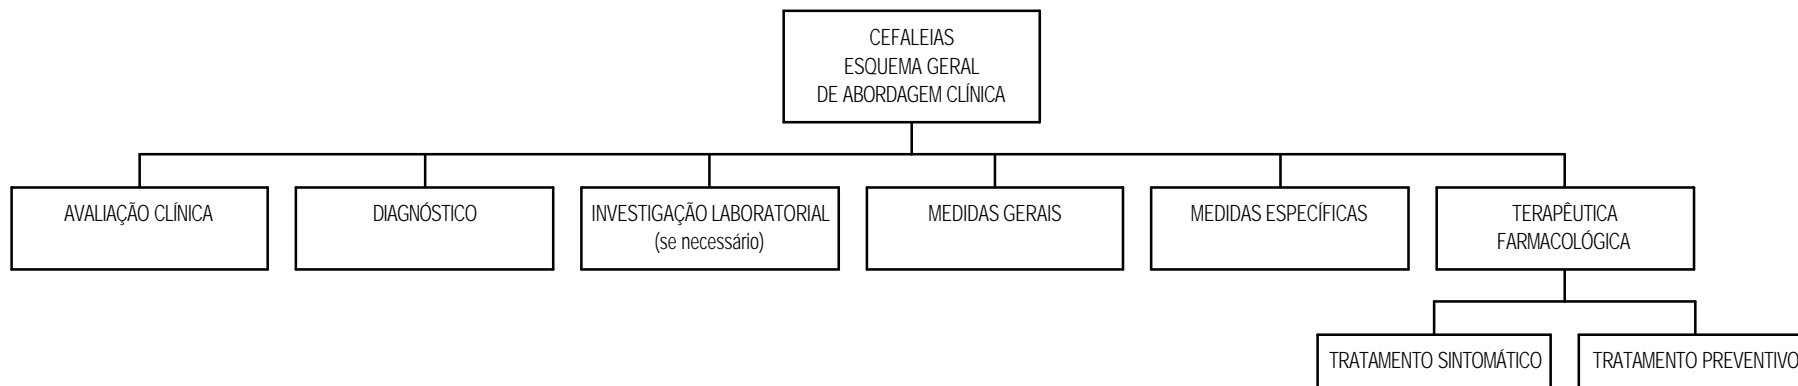 CEFALEIAS
ESQUEMA GERAL
DE ABORDAGEM CLÍNICA
AVALIAÇÃO CLÍNICA
DIAGNÓSTICO
INVESTIGAÇÃO LABORATORIAL
(se necessário)
MEDIDAS GERAIS
MEDIDAS ESPECÍFICAS
TERAPÊUTICA
FARMACOLÓGICA
TRATAMENTO SINTOMÁTICO
TRATAMENTO PREVENTIVO